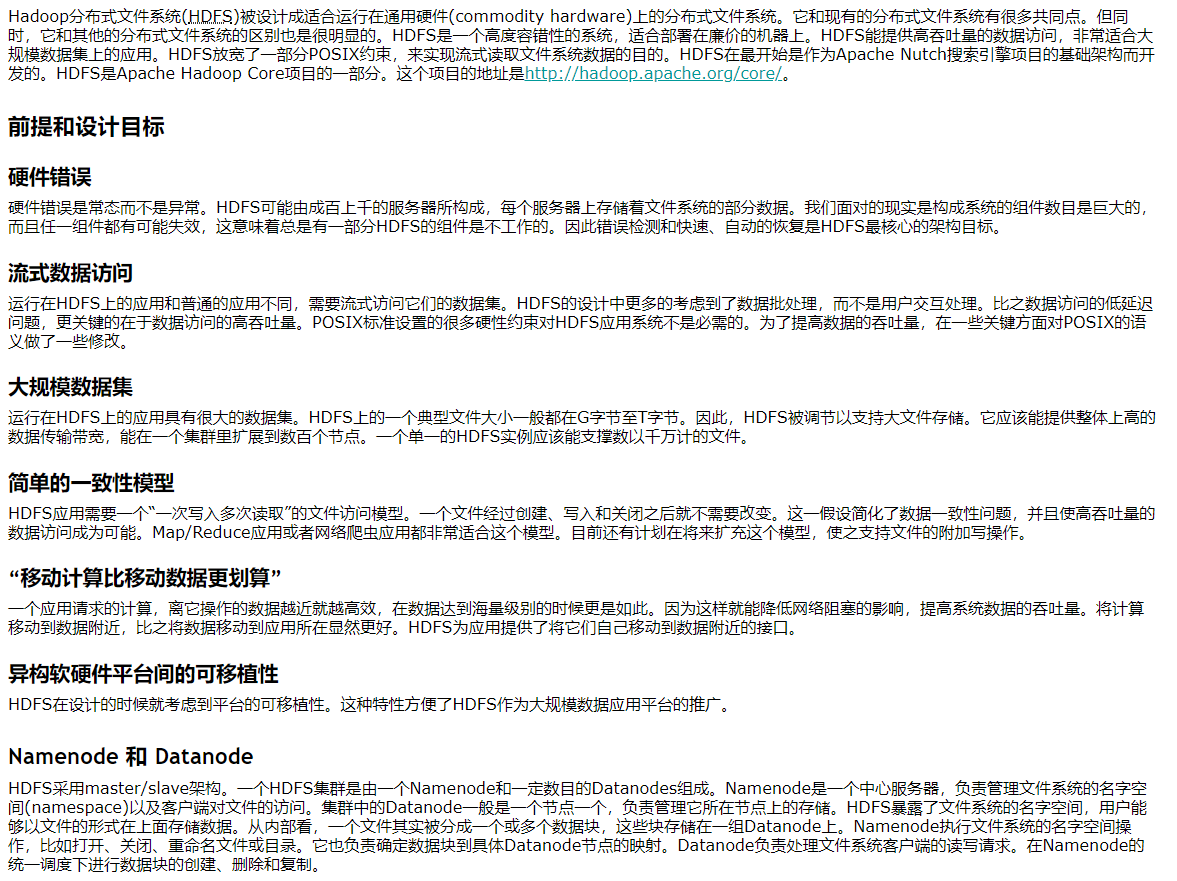 Hadoop分布式文件系统(HDFS)被设计成适合运行在通用硬件(commodity hardware)上的分布式文件系统。它和现有的分布式文件系统有很多共同点。但同
时，它和其他的分布式文件系统的区别也是很明显的。HDFS是一个高度容错性的系统，适合部署在廉价的机器上。HDFS能提供高吞吐量的数据访问，非常适合大
规模数据集上的应用。HDFS放宽了一部分POSIX约束，来实现流式读取文件系统数据的目的。HDFS在最开始是作为Apache Nutch搜索引擎项目的基础架构而开
发的。HDFS是Apache Hadoop Core项目的一部分。这个项目的地址是http://hadoop.apache.org/core/。
前提和设计目标
硬件错误
硬件错误是常态而不是异常。HDFS可能由成百上千的服务器所构成，每个服务器上存储着文件系统的部分数据。我们面对的现实是构成系统的组件数目是巨大的，
而且任一组件都有可能失效，这意味着总是有一部分HDFS的组件是不工作的。因此错误检测和快速、自动的恢复是HDFS最核心的架构目标。
流式数据访问
运行在HDFS上的应用和普通的应用不同，需要流式访问它们的数据集。HDFS的设计中更多的考虑到了数据批处理，而不是用户交互处理。比之数据访问的低延迟
问题，更关键的在于数据访问的高吞吐量。POSIX标准设置的很多硬性约束对HDFS应用系统不是必需的。为了提高数据的吞吐量，在一些关键方面对POSIX的语
义做了一些修改。
大规模数据集
运行在HDFS上的应用具有很大的数据集。HDFS上的一个典型文件大小一般都在G字节至T字节。因此，HDFS被调节以支持大文件存储。它应该能提供整体上高的
数据传输带宽，能在一个集群里扩展到数百个节点。一个单一的HDFS实例应该能支撑数以千万计的文件。
简单的一致性模型
HDFS应用需要一个“一次写入多次读取”的文件访问模型。一个文件经过创建、写入和关闭之后就不需要改变。这一假设简化了数据一致性问题，并且使高吞吐量的
数据访问成为可能。Map/Reduce应用或者网络爬虫应用都非常适合这个模型。目前还有计划在将来扩充这个模型，使之支持文件的附加写操作。
“移动计算比移动数据更划算”
一个应用请求的计算，离它操作的数据越近就越高效，在数据达到海量级别的时候更是如此。因为这样就能降低网络阻塞的影响，提高系统数据的吞吐量。将计算
移动到数据附近，比之将数据移动到应用所在显然更好。HDFS为应用提供了将它们自己移动到数据附近的接口。
异构软硬件平台间的可移植性
HDFS在设计的时候就考虑到平台的可移植性。这种特性方便了HDFS作为大规模数据应用平台的推广。
Namenode 和 Datanode
HDFS采用master/slave架构。一个HDFS集群是由一个Namenode和一定数目的Datanodes组成。Namenode是一个中心服务器，负责管理文件系统的名字空
间(namespace)以及客户端对文件的访问。集群中的Datanode一般是一个节点一个，负责管理它所在节点上的存储。HDFS暴露了文件系统的名字空间，用户能
够以文件的形式在上面存储数据。从内部看，一个文件其实被分成一个或多个数据块，这些块存储在一组Datanode上。Namenode执行文件系统的名字空间操
作，比如打开、关闭、重命名文件或目录。它也负责确定数据块到具体Datanode节点的映射。Datanode负责处理文件系统客户端的读写请求。在Namenode的
统一调度下进行数据块的创建、删除和复制。